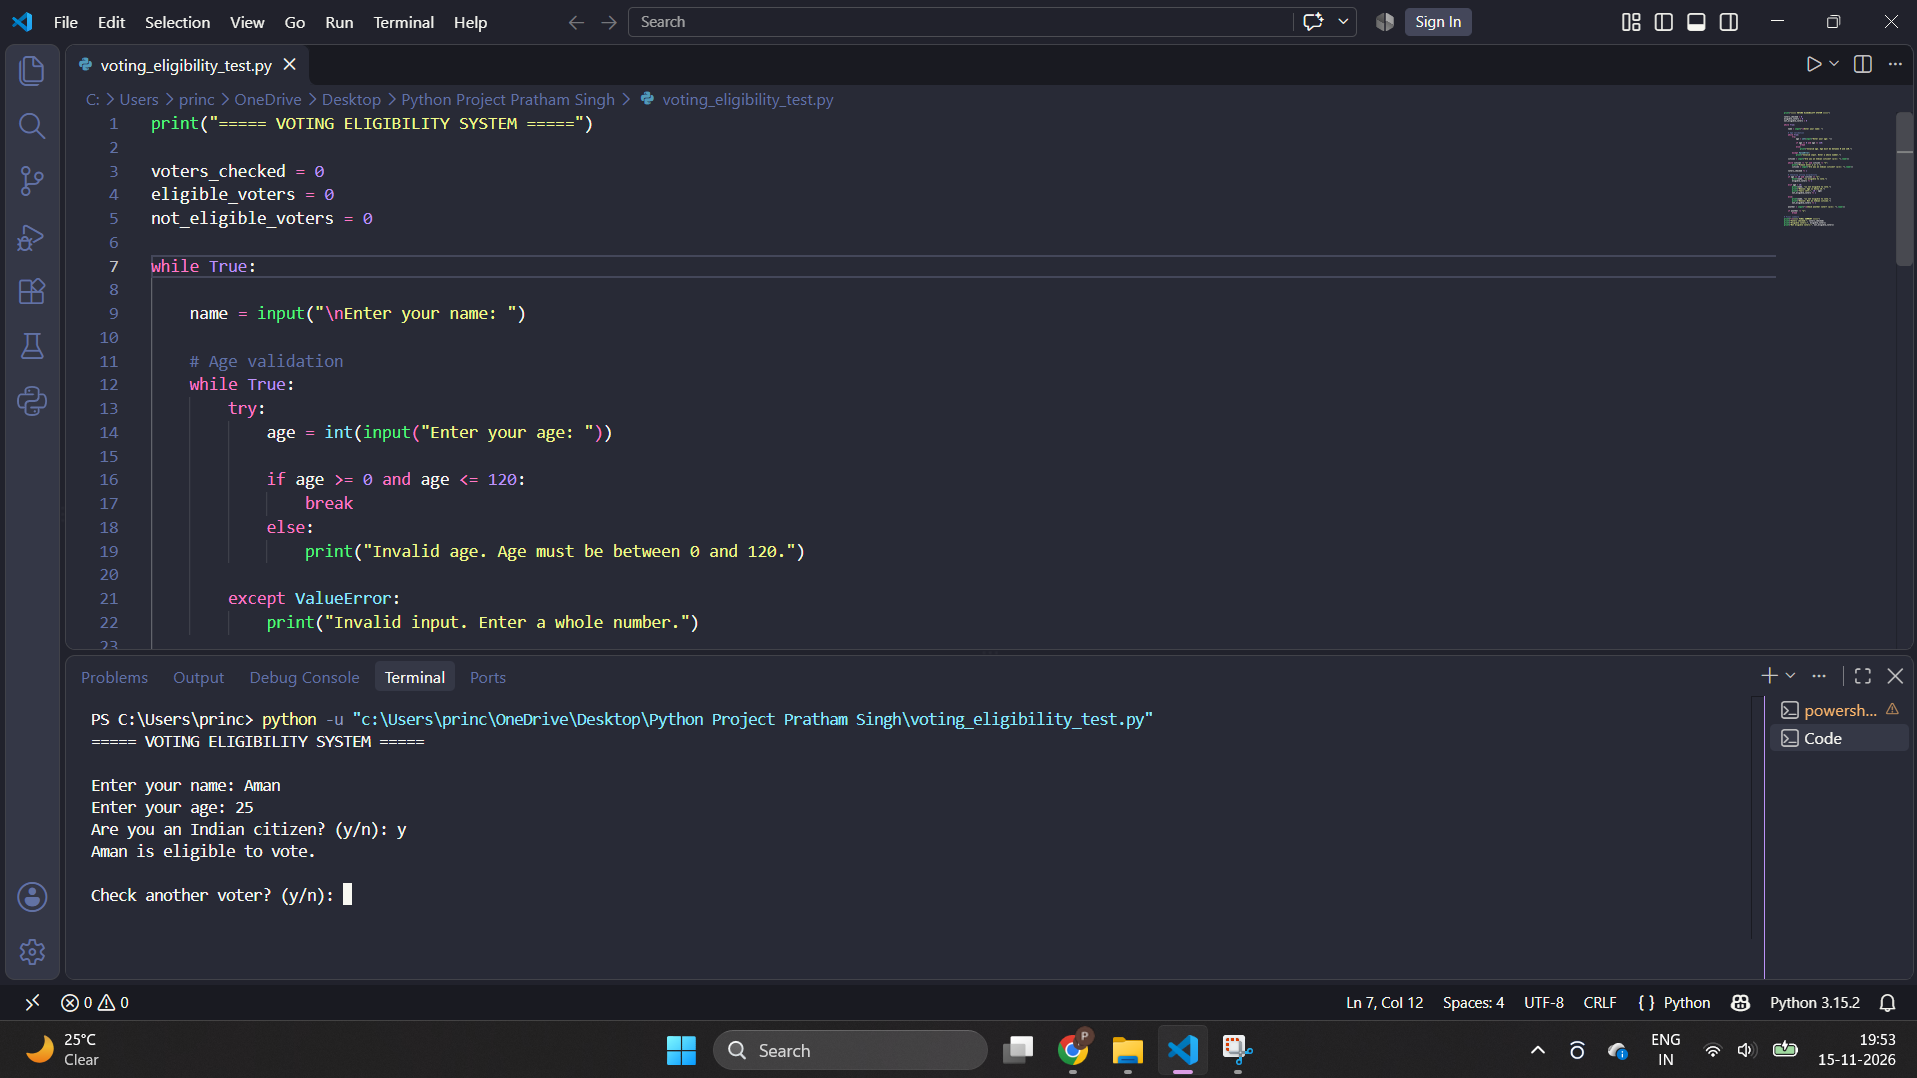 File Edit Selection View Go Run Terminal Help
Search
Sign In
voting_eligibility_test.py
C: > Users > princ > OneDrive > Desktop > Python Project Pratham Singh > voting_eligibility_test.py
1 print("===== VOTING ELIGIBILITY SYSTEM =====")
2
3 voters_checked = 0
4 eligible_voters = 0
5 not_eligible_voters = 0
6
7 while True:
8
9 name = input("\nEnter your name: ")
10
11 # Age validation
12 while True:
13 try:
14 age = int(input("Enter your age: "))
15
16 if age >= 0 and age <= 120:
17 break
18 else:
19 print("Invalid age. Age must be between 0 and 120.")
20
21 except ValueError:
22 print("Invalid input. Enter a whole number.")
23
Problems Output Debug Console Terminal Ports
PS C:\Users\princ> python -u "c:\Users\princ\OneDrive\Desktop\Python Project Pratham Singh\voting_eligibility_test.py"
===== VOTING ELIGIBILITY SYSTEM =====
Enter your name: Aman
Enter your age: 25
Are you an Indian citizen? (y/n): y
Aman is eligible to vote.
Check another voter? (y/n):
powersh...
Code
0 0
Ln 7, Col 12 Spaces: 4 UTF-8 CRLF { } Python Python 3.15.2
25°C
Clear
Search
P
ENG
IN
19:53
15-11-2026